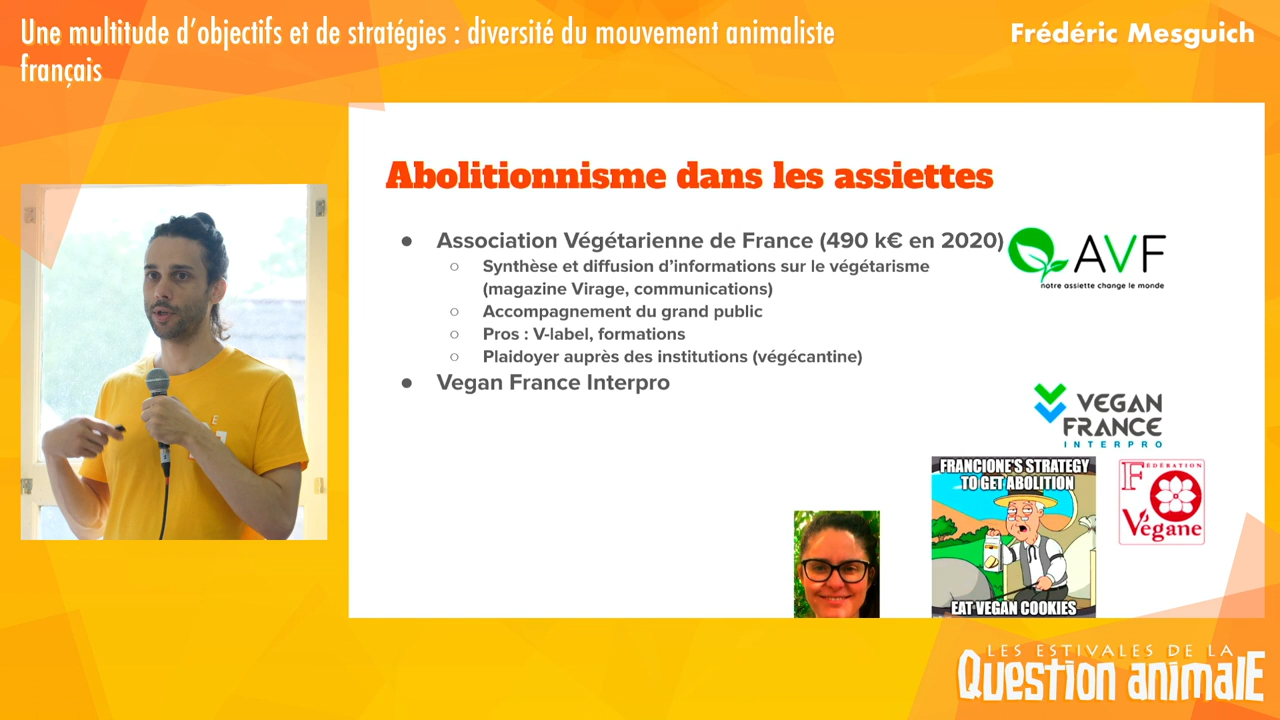 Une multitude d'objectifs et de stratégies : diversité du mouvement animaliste
français
Frédéric Mesguich
Abolitionnisme dans les assiettes
● Association Végétarienne de France (490 k€ en 2020)
○ Synthèse et diffusion d'informations sur le végétarisme
(magazine Virage, communications)
○ Accompagnement du grand public
○ Pros : V-label, formations
○ Plaidoyer auprès des institutions (végécantine)
● Vegan France Interpro
AVF
notre assiette change le monde
VEGAN
FRANCE
INTERPRO
FRANCIONE'S STRATEGY
TO GET ABOLITION
EAT VEGAN COOKIES
FÉDÉRATION
Végane
LES ESTIVALES DE LA
QUESTION ANIMALE